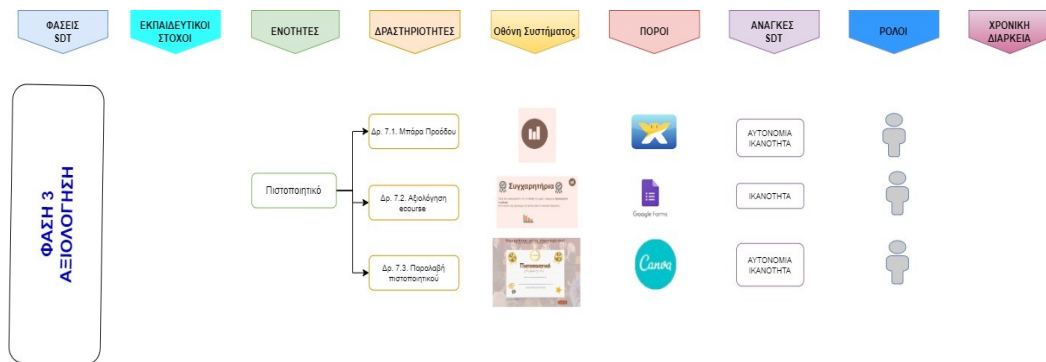 ΦΑΣΕΙΣ
SDT
ΕΚΠΑΙΔΕΥΤΙΚΟΙ
ΣΤΟΧΟΙ
ΕΝΟΤΗΤΕΣ
ΔΡΑΣΤΗΡΙΟΤΗΤΕΣ
Οθόνη Συστήματος
ΠΟΡΟΙ
ΑΝΑΓΚΕΣ
SDT
ΡΟΛΟΙ
ΧΡΟΝΙΚΗ
ΔΙΑΡΚΕΙΑ
ΦΑΣΗ 3
ΑΞΙΟΛΟΓΗΣΗ
Πιστοποιητικό
Δρ. 7.1. Μπάρα Προόδου
ΑΥΤΟΝΟΜΙΑ
ΙΚΑΝΟΤΗΤΑ
Δρ. 7.2. Αξιολόγηση
ecourse
Συγχαρητήρια
Google Forms
ΙΚΑΝΟΤΗΤΑ
Δρ. 7.3. Παραλαβή
πιστοποιητικού
Πιστοποιητικό
Canva
ΑΥΤΟΝΟΜΙΑ
ΙΚΑΝΟΤΗΤΑ